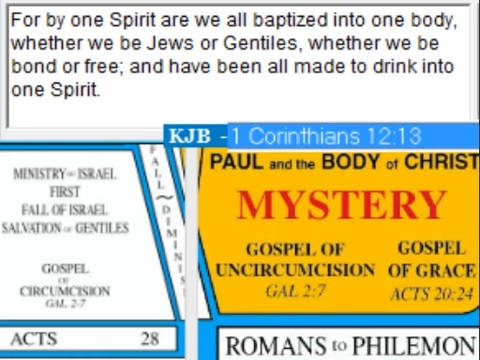 For by one Spirit are we all baptized into one body,
whether we be Jews or Gentiles, whether we be
bond or free; and have been all made to drink into
one Spirit.
KJB - 1 Corinthians 12:13
MINISTRY TO ISRAEL
FIRST
FALL OF ISRAEL
SALVATION OF GENTILES
GOSPEL
OF
CIRCUMCISION
GAL 2-7
FALL ~ DIMINIS
PAUL and the BODY of CHRIST
MYSTERY
GOSPEL OF
UNCIRCUMCISION
GAL 2:7
GOSPEL
OF GRACE
ACTS 20:24
ACTS 28
ROMANS to PHILEMON